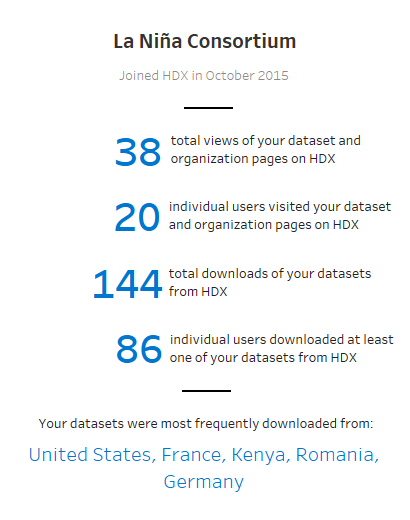 La Niña Consortium
Joined HDX in October 2015
38 total views of your dataset and
organization pages on HDX
20 individual users visited your dataset
and organization pages on HDX
144 total downloads of your datasets
from HDX
86 individual users downloaded at least
one of your datasets from HDX
Your datasets were most frequently downloaded from:
United States, France, Kenya, Romania,
Germany